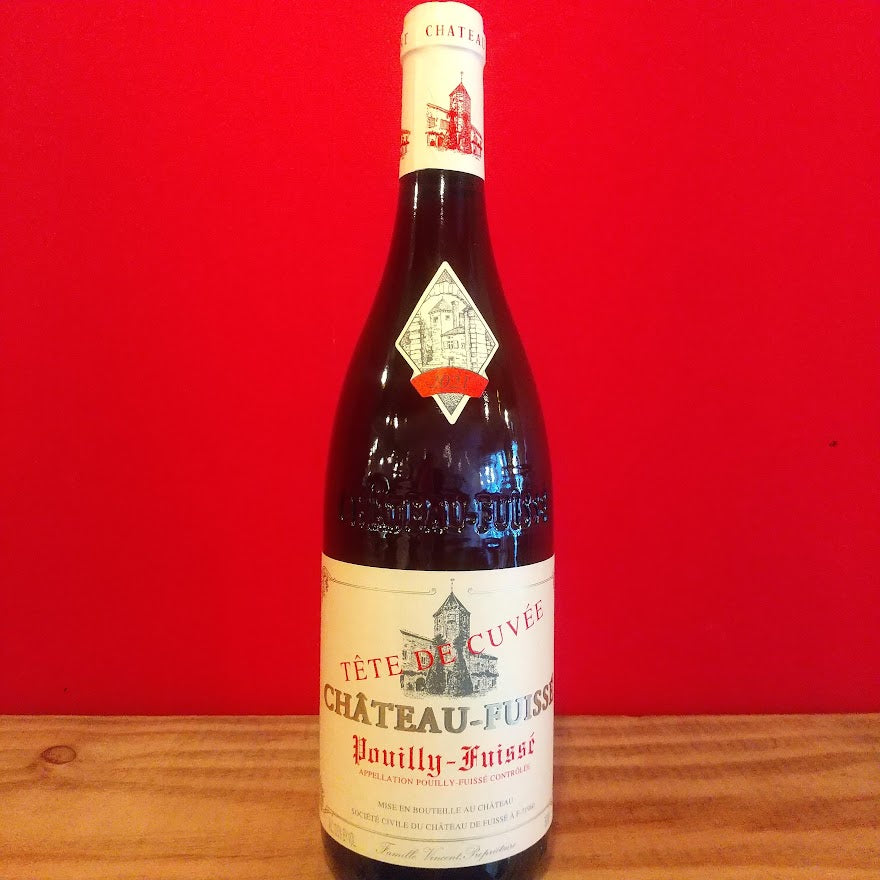 CHATEAU
CHÂTEAU-FUISSÉ
TÊTE DE CUVÉE
CHÂTEAU-FUISSÉ
Pouilly-Fuissé
APPELLATION POUILLY-FUISSÉ CONTRÔLÉE
MISE EN BOUTEILLE AU CHÂTEAU
SOCIÉTÉ CIVILE DU CHÂTEAU DE FUISSÉ À F-71960
Famille Vincent, Propriétaire